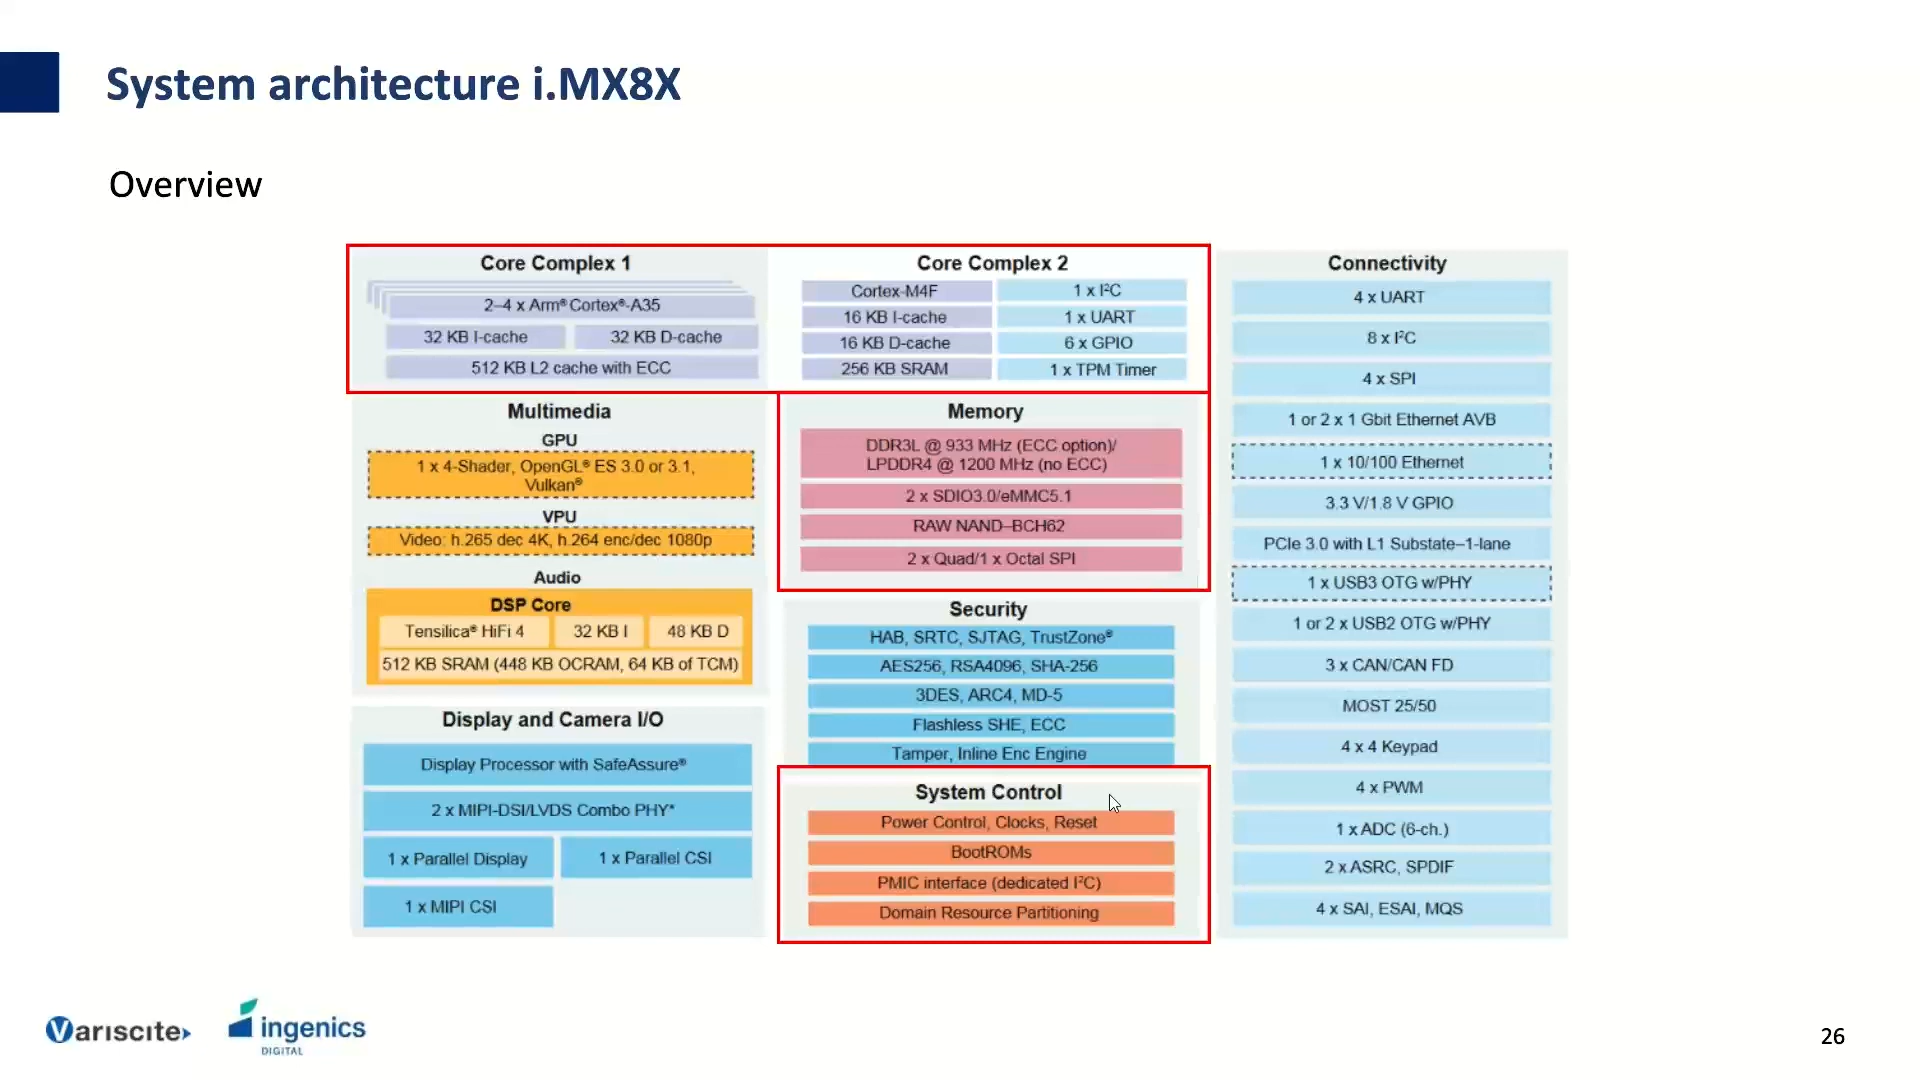 System architecture i.MX8X
Overview
Core Complex 1
2–4 x Arm® Cortex®-A35
32 KB I-cache
32 KB D-cache
512 KB L2 cache with ECC
Core Complex 2
Cortex-M4F
1 x I²C
16 KB I-cache
1 x UART
16 KB D-cache
6 x GPIO
256 KB SRAM
1 x TPM Timer
Multimedia
GPU
1 x 4-Shader, OpenGL® ES 3.0 or 3.1,
Vulkan®
VPU
Video: h.265 dec 4K, h.264 enc/dec 1080p
Audio
DSP Core
Tensilica® HiFi 4
32 KB I
48 KB D
512 KB SRAM (448 KB OCRAM, 64 KB of TCM)
Display and Camera I/O
Display Processor with SafeAssure®
2 x MIPI-DSI/LVDS Combo PHY*
1 x Parallel Display
1 x Parallel CSI
1 x MIPI CSI
Memory
DDR3L @ 933 MHz (ECC option)/
LPDDR4 @ 1200 MHz (no ECC)
2 x SDIO3.0/eMMC5.1
RAW NAND–BCH62
2 x Quad/1 x Octal SPI
Security
HAB, SRTC, SJTAG, TrustZone®
AES256, RSA4096, SHA-256
3DES, ARC4, MD-5
Flashless SHE, ECC
Tamper, Inline Enc Engine
System Control
Power Control, Clocks, Reset
BootROMs
PMIC interface (dedicated I²C)
Domain Resource Partitioning
Connectivity
4 x UART
8 x I²C
4 x SPI
1 or 2 x 1 Gbit Ethernet AVB
1 x 10/100 Ethernet
3.3 V/1.8 V GPIO
PCIe 3.0 with L1 Substate–1-lane
1 x USB3 OTG w/PHY
1 or 2 x USB2 OTG w/PHY
3 x CAN/CAN FD
MOST 25/50
4 x 4 Keypad
4 x PWM
1 x ADC (6-ch.)
2 x ASRC, SPDIF
4 x SAI, ESAI, MQS
Variscite
ingenics
DIGITAL
26